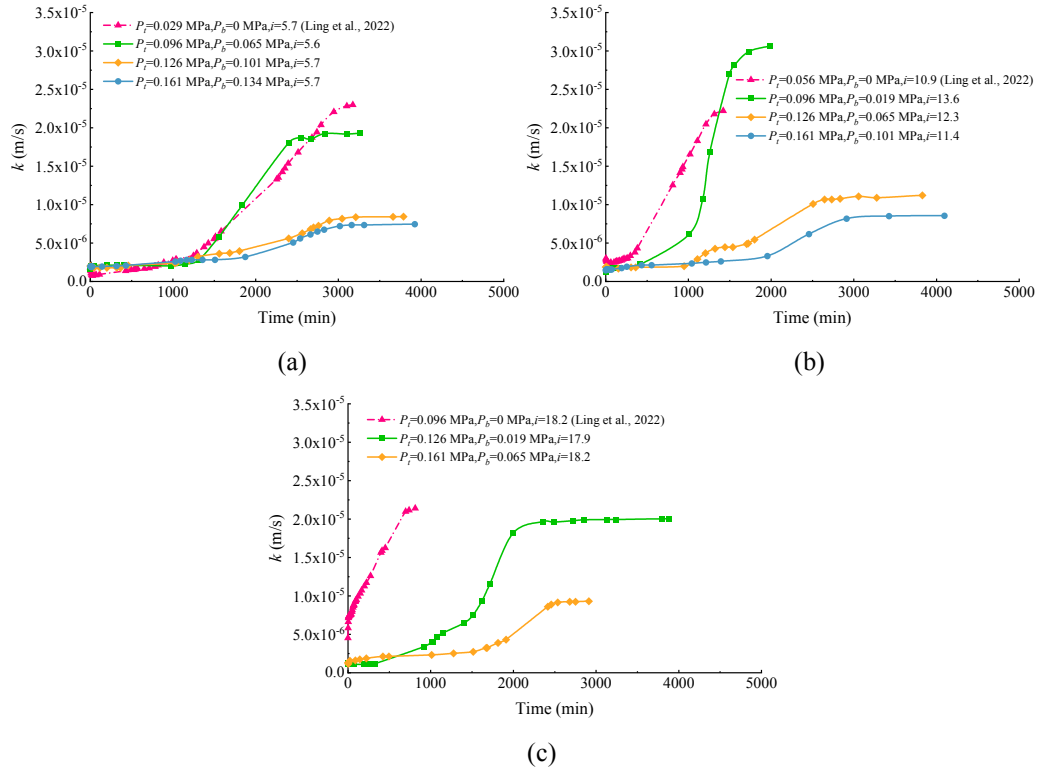 Pt=0.029 MPa,Pb=0 MPa,i=5.7 (Ling et al., 2022)
Pt=0.096 MPa,Pb=0.065 MPa,i=5.6
Pt=0.126 MPa,Pb=0.101 MPa,i=5.7
Pt=0.161 MPa,Pb=0.134 MPa,i=5.7
3.5x10-5
3.0x10-5
2.5x10-5
2.0x10-5
1.5x10-5
1.0x10-5
5.0x10-6
0.0
k (m/s)
0 1000 2000 3000 4000 5000
Time (min)
(a)
Pt=0.056 MPa,Pb=0 MPa,i=10.9 (Ling et al., 2022)
Pt=0.096 MPa,Pb=0.019 MPa,i=13.6
Pt=0.126 MPa,Pb=0.065 MPa,i=12.3
Pt=0.161 MPa,Pb=0.101 MPa,i=11.4
3.5x10-5
3.0x10-5
2.5x10-5
2.0x10-5
1.5x10-5
1.0x10-5
5.0x10-6
0.0
k (m/s)
0 1000 2000 3000 4000 5000
Time (min)
(b)
Pt=0.096 MPa,Pb=0 MPa,i=18.2 (Ling et al., 2022)
Pt=0.126 MPa,Pb=0.019 MPa,i=17.9
Pt=0.161 MPa,Pb=0.065 MPa,i=18.2
3.5x10-5
3.0x10-5
2.5x10-5
2.0x10-5
1.5x10-5
1.0x10-5
5.0x10-6
0.0
k (m/s)
0 1000 2000 3000 4000 5000
Time (min)
(c)